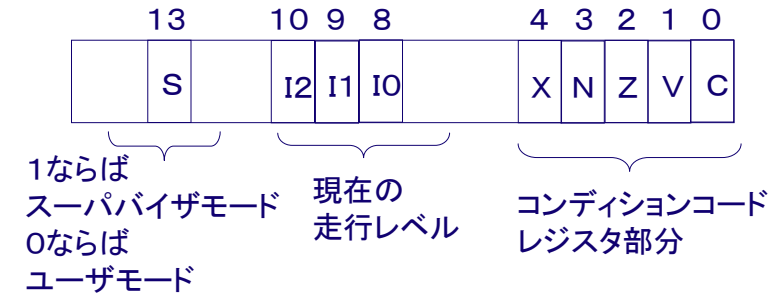 13 10 9 8 4 3 2 1 0
S I2 I1 I0 X N Z V C
1ならば
スーパバイザモード
0ならば
ユーザモード
現在の
走行レベル
コンディションコード
レジスタ部分